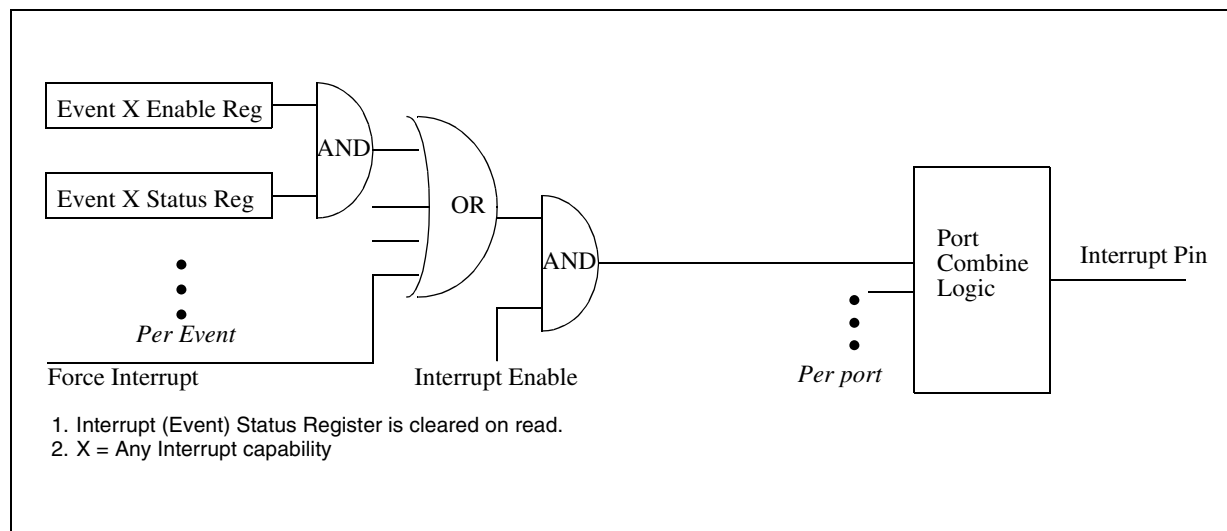 Event X Enable Reg
AND
Event X Status Reg
OR
AND
Port
Combine
Logic
Interrupt Pin
Per Event
Force Interrupt
Interrupt Enable
Per port
1. Interrupt (Event) Status Register is cleared on read.
2. X = Any Interrupt capability